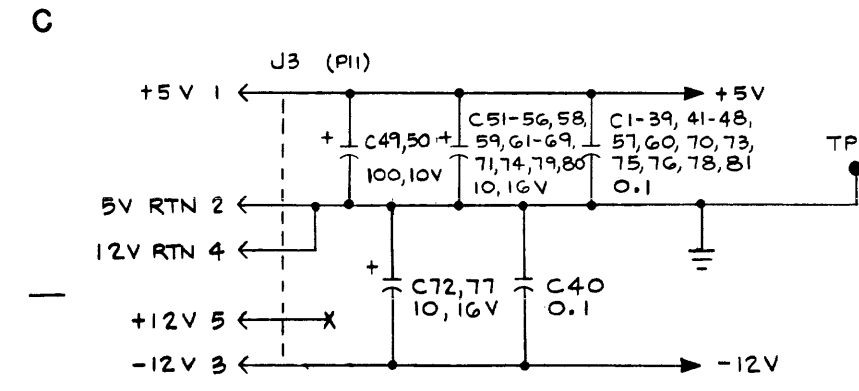 C
J3 (P11)
+5V 1
+5V
+ C49,50
100,10V
+ C51-56, 58,
59, 61-69,
71, 74, 79, 80
10, 16V
C1-39, 41-48,
57, 60, 70, 73,
75, 76, 78, 81
0.1
TP
5V RTN 2
12V RTN 4
+ C72, 77
10, 16V
C40
0.1
+12V 5
X
-12V 3
-12V